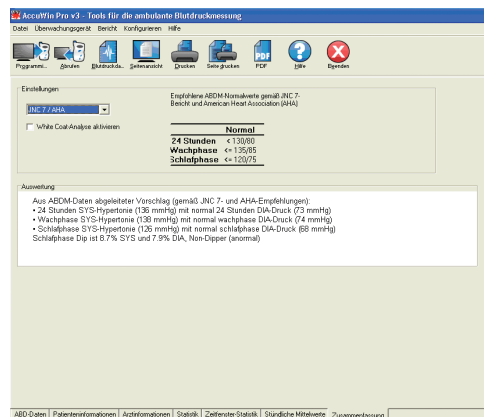 AccuWin Pro v3 - Tools für die ambulante Blutdruckmessung
Datei Überwachungsgerät Bericht Konfigurieren Hilfe
Programmi... Abrufen Blutdruckda... Seitenansicht Drucken Seite drucken PDF Hilfe Beenden
Einstellungen
JNC 7 / AHA
White Coat-Analyse aktivieren
Empfohlene ABDM-Normalwerte gemäß JNC 7-
Bericht und American Heart Association (AHA)
Normal
24 Stunden < 130/80
Wachphase <= 135/85
Schlafphase <= 120/75
Auswertung
Aus ABDM-Daten abgeleiteter Vorschlag (gemäß JNC 7- und AHA-Empfehlungen):
• 24 Stunden SYS-Hypertonie (136 mmHg) mit normal 24 Stunden DIA-Druck (73 mmHg)
• Wachphase SYS-Hypertonie (138 mmHg) mit normal wachphase DIA-Druck (74 mmHg)
• Schlafphase SYS-Hypertonie (126 mmHg) mit normal schlafphase DIA-Druck (68 mmHg)
Schlafphase Dip ist 8.7% SYS und 7.9% DIA, Non-Dipper (anormal)
ABD-Daten Patienteninformationen Arztinformationen Statistik Zeitfenster-Statistik Stündliche Mittelwerte Zusammenfassung